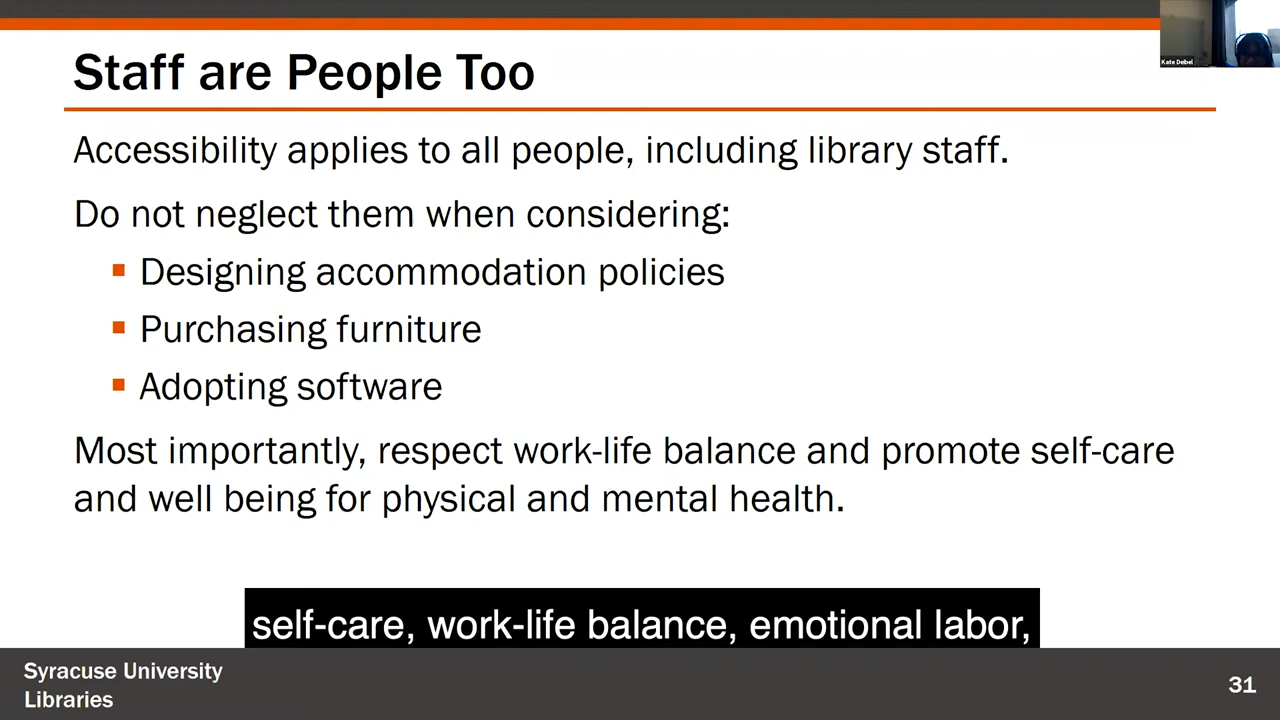 Kate Deibel
Staff are People Too
Accessibility applies to all people, including library staff.
Do not neglect them when considering:
Designing accommodation policies
Purchasing furniture
Adopting software
Most importantly, respect work-life balance and promote self-care
and well being for physical and mental health.
self-care, work-life balance, emotional labor,
Syracuse University
Libraries
31